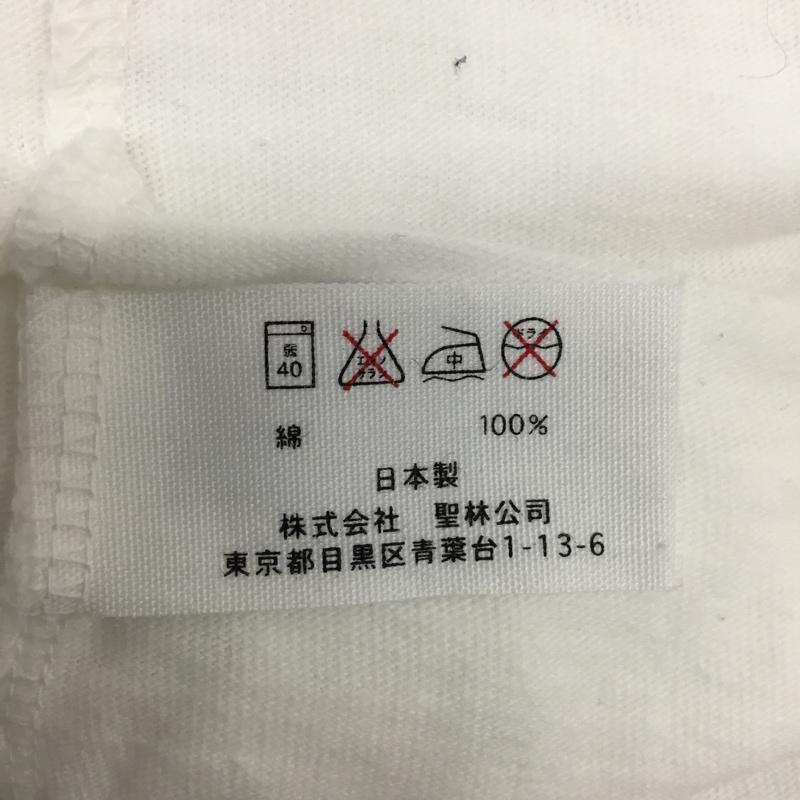 弱 40 エンソ サラシ 中 ドライ
綿 100%
日本製
株式会社 聖林公司
東京都目黒区青葉台1-13-6